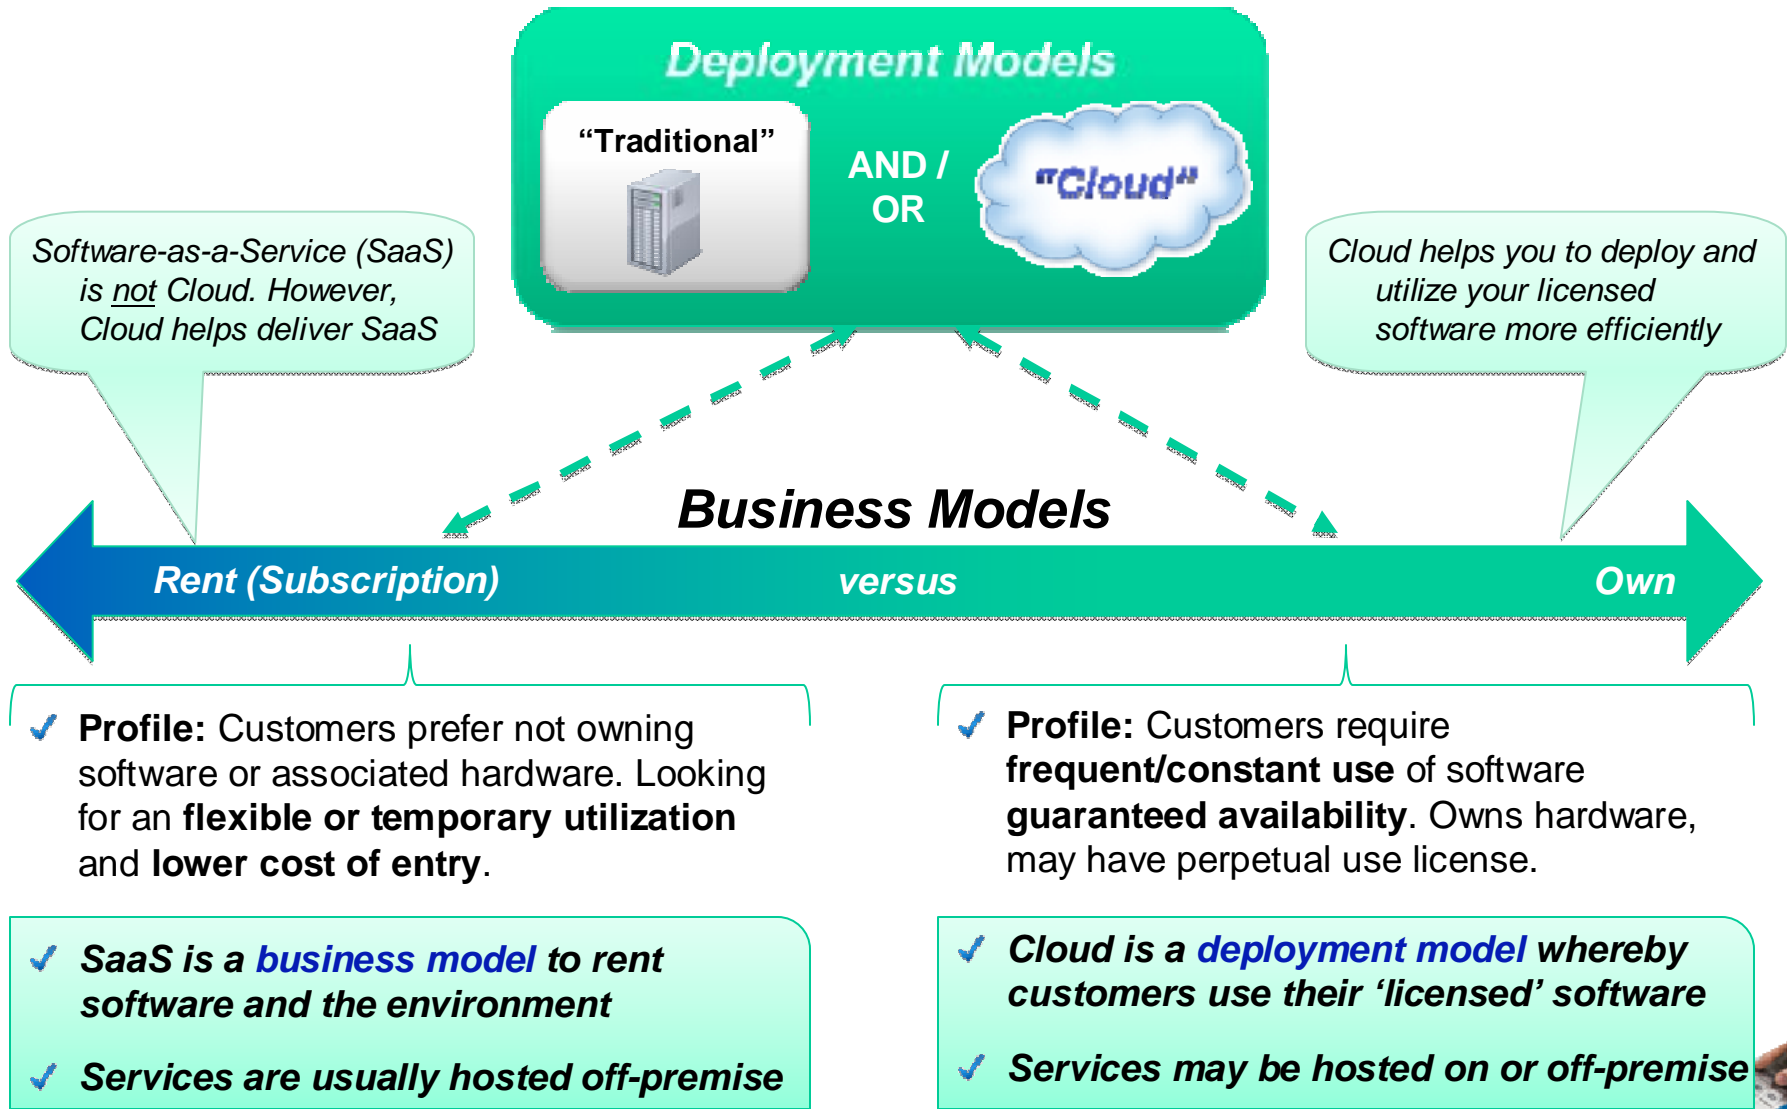 Deployment Models
“Traditional”
AND /
OR
"Cloud"
Software-as-a-Service (SaaS)
is not Cloud. However,
Cloud helps deliver SaaS
Cloud helps you to deploy and
utilize your licensed
software more efficiently
Business Models
Rent (Subscription)
versus
Own
Profile: Customers prefer not owning
software or associated hardware. Looking
for an flexible or temporary utilization
and lower cost of entry.
Profile: Customers require
frequent/constant use of software
guaranteed availability. Owns hardware,
may have perpetual use license.
SaaS is a business model to rent
software and the environment
Services are usually hosted off-premise
Cloud is a deployment model whereby
customers use their ‘licensed’ software
Services may be hosted on or off-premise